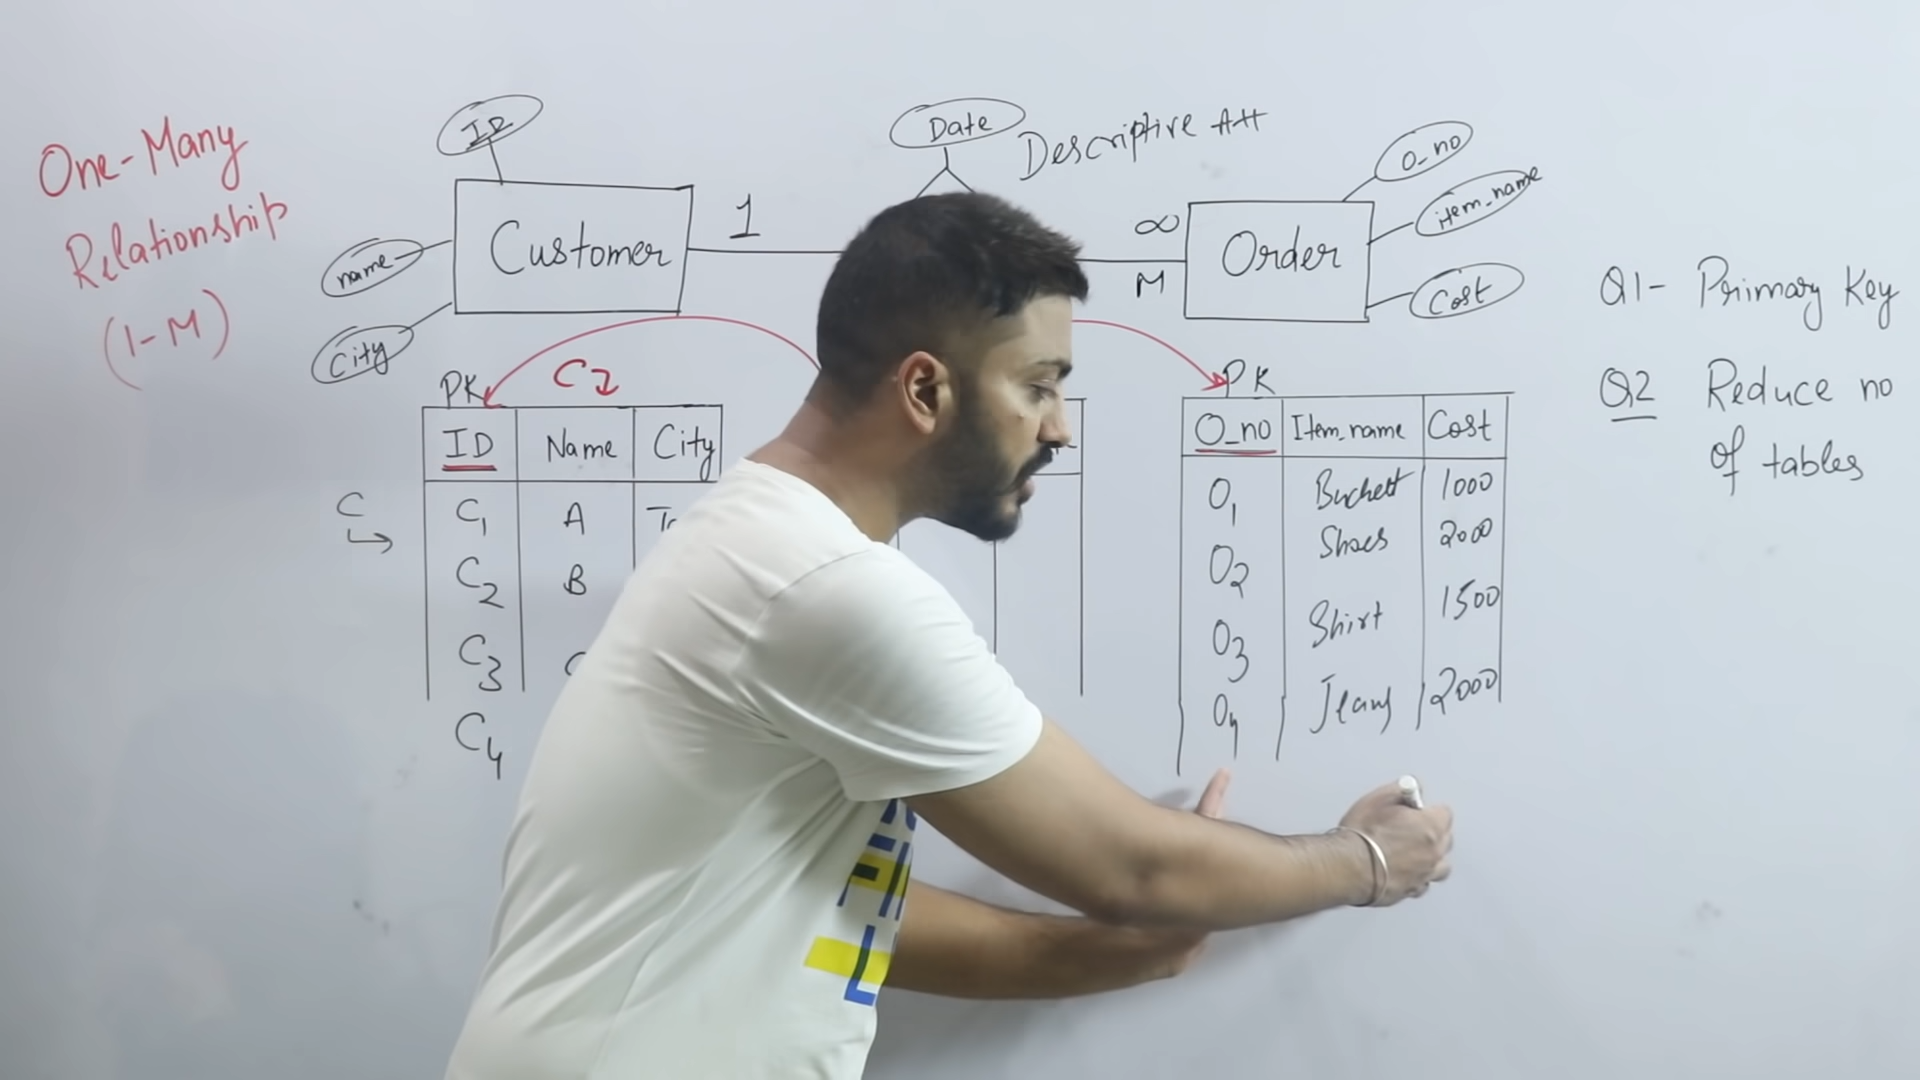 One-Many
Relationship
(1-M)
ID
name
City
Customer
1
Date
Descriptive Att
∞
M
Order
O_no
item_name
Cost
Q1- Primary Key
Q2 Reduce no
of tables
PK C2
ID Name City
C
C1 A
C2 B
C3
C4
PK
O_no Item_name Cost
O1 Buckett 1000
O2 Shoes 2000
O3 Shirt 1500
O4 Jeans 2000